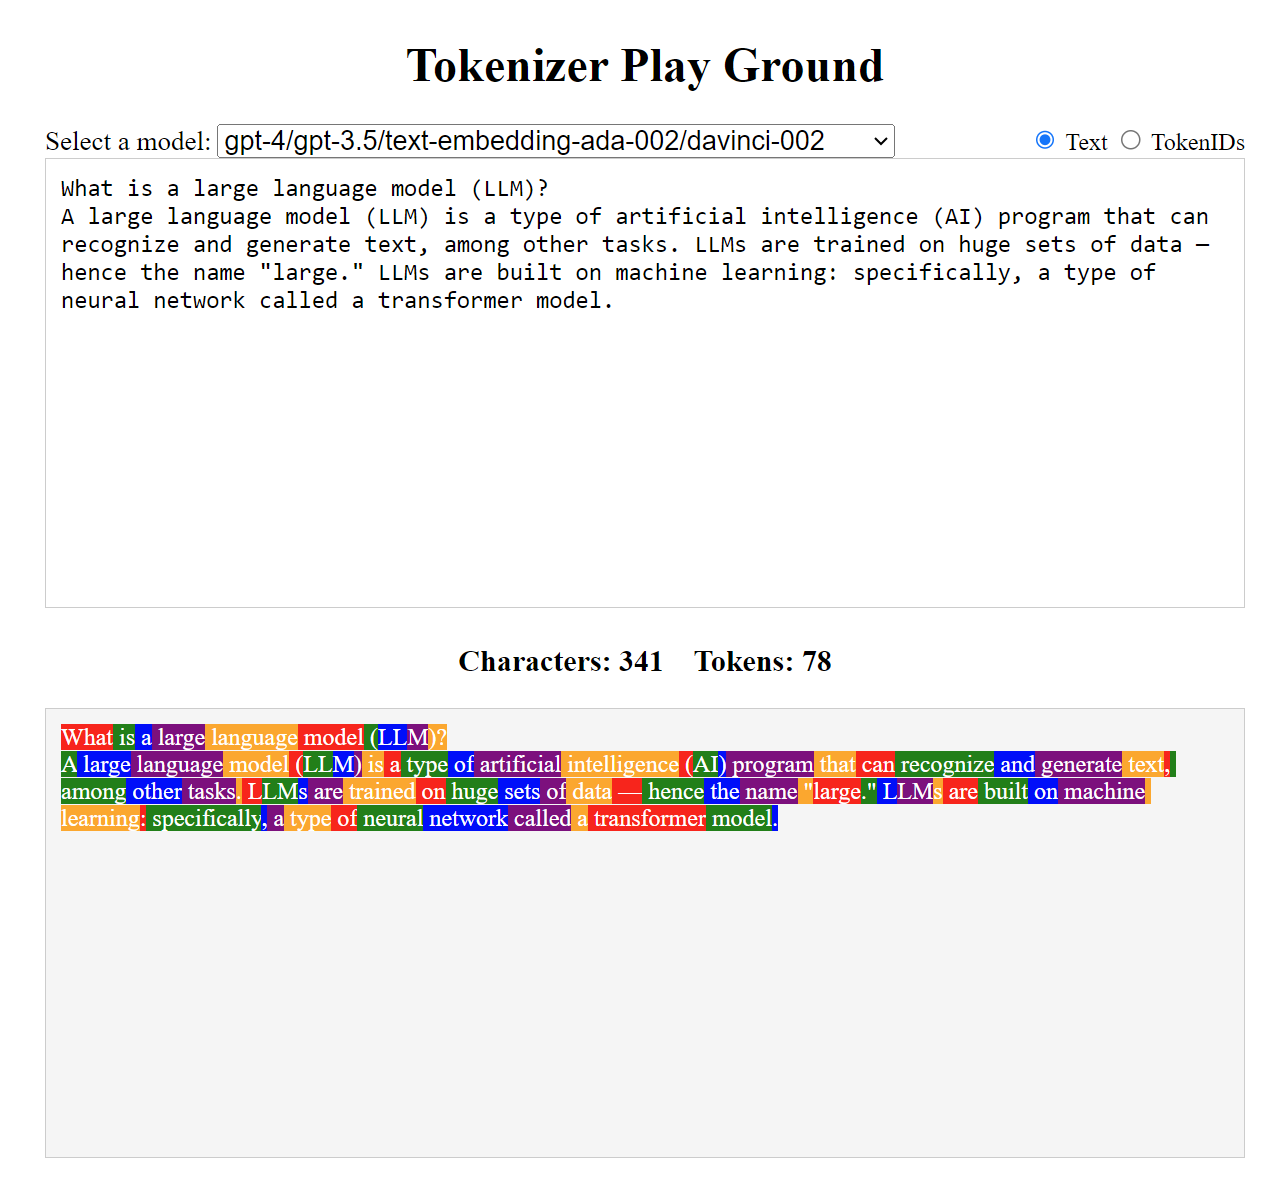 Tokenizer Play Ground
Select a model: gpt-4/gpt-3.5/text-embedding-ada-002/davinci-002 Text TokenIDs
What is a large language model (LLM)?
A large language model (LLM) is a type of artificial intelligence (AI) program that can
recognize and generate text, among other tasks. LLMs are trained on huge sets of data —
hence the name "large." LLMs are built on machine learning: specifically, a type of
neural network called a transformer model.
Characters: 341 Tokens: 78
What is a large language model (LLM)?
A large language model (LLM) is a type of artificial intelligence (AI) program that can recognize and generate text,
among other tasks. LLMs are trained on huge sets of data — hence the name "large." LLMs are built on machine
learning: specifically, a type of neural network called a transformer model.